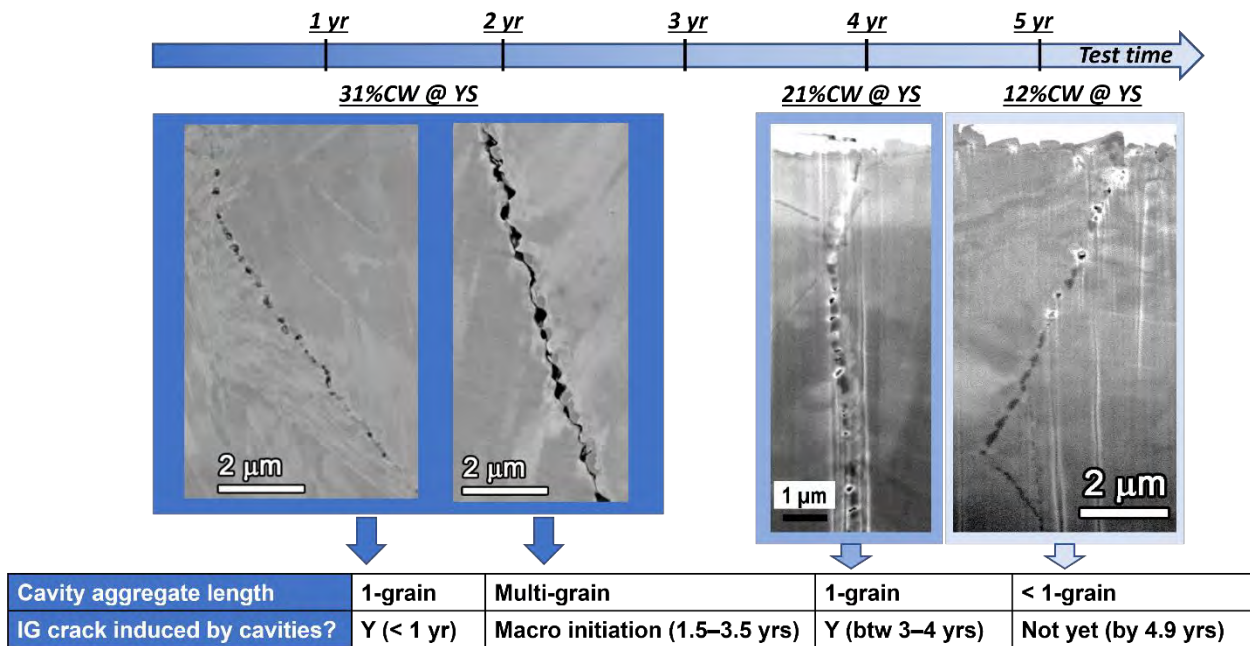 1 yr 2 yr 3 yr 4 yr 5 yr
Test time
31%CW @ YS 21%CW @ YS 12%CW @ YS
2 µm 2 µm 1 µm 2 µm
Cavity aggregate length 1-grain Multi-grain 1-grain < 1-grain
IG crack induced by cavities? Y (< 1 yr) Macro initiation (1.5–3.5 yrs) Y (btw 3–4 yrs) Not yet (by 4.9 yrs)